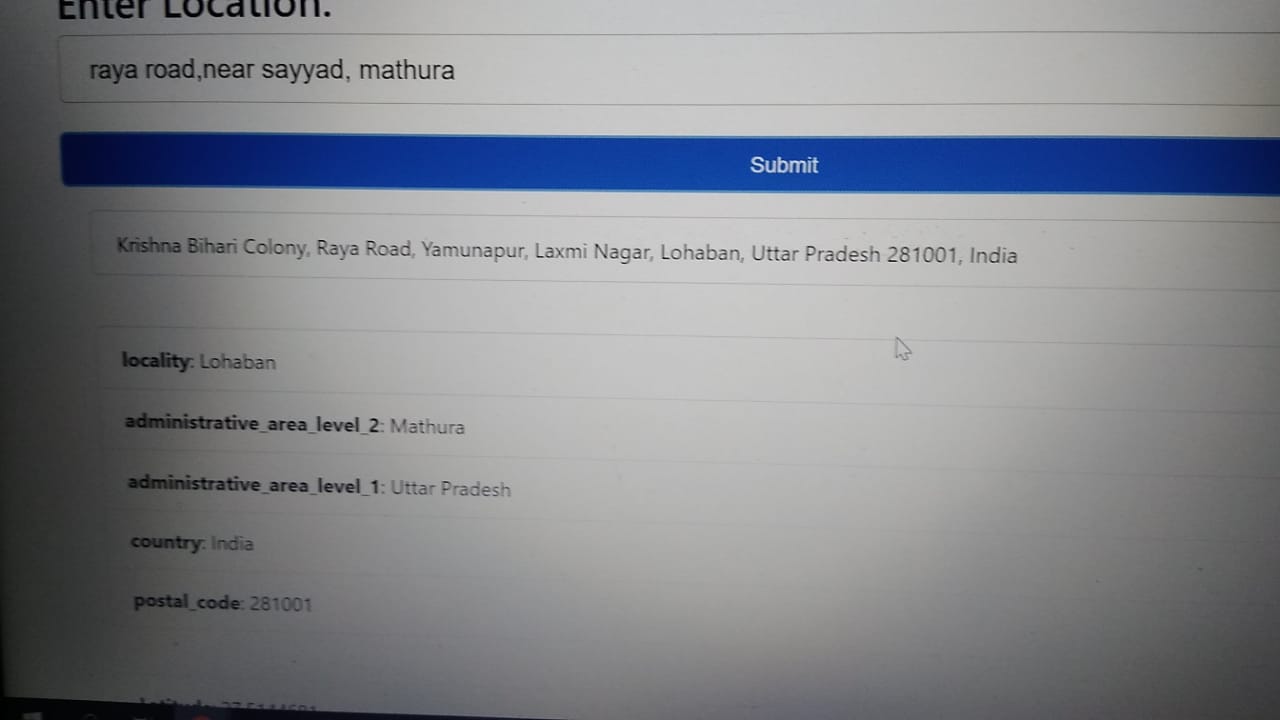 Enter Location:
raya road,near sayyad, mathura
Submit
Krishna Bihari Colony, Raya Road, Yamunapur, Laxmi Nagar, Lohaban, Uttar Pradesh 281001, India
locality: Lohaban
administrative_area_level_2: Mathura
administrative_area_level_1: Uttar Pradesh
country: India
postal_code: 281001